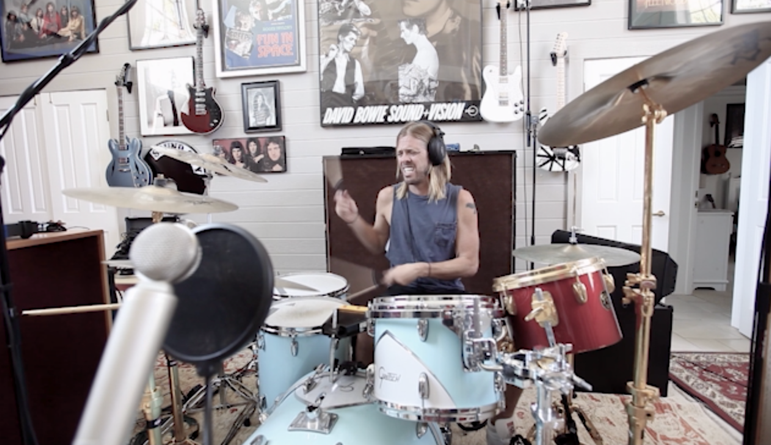 FUN IN
SPACE
DAVID BOWIE SOUND+VISION
Gretsch